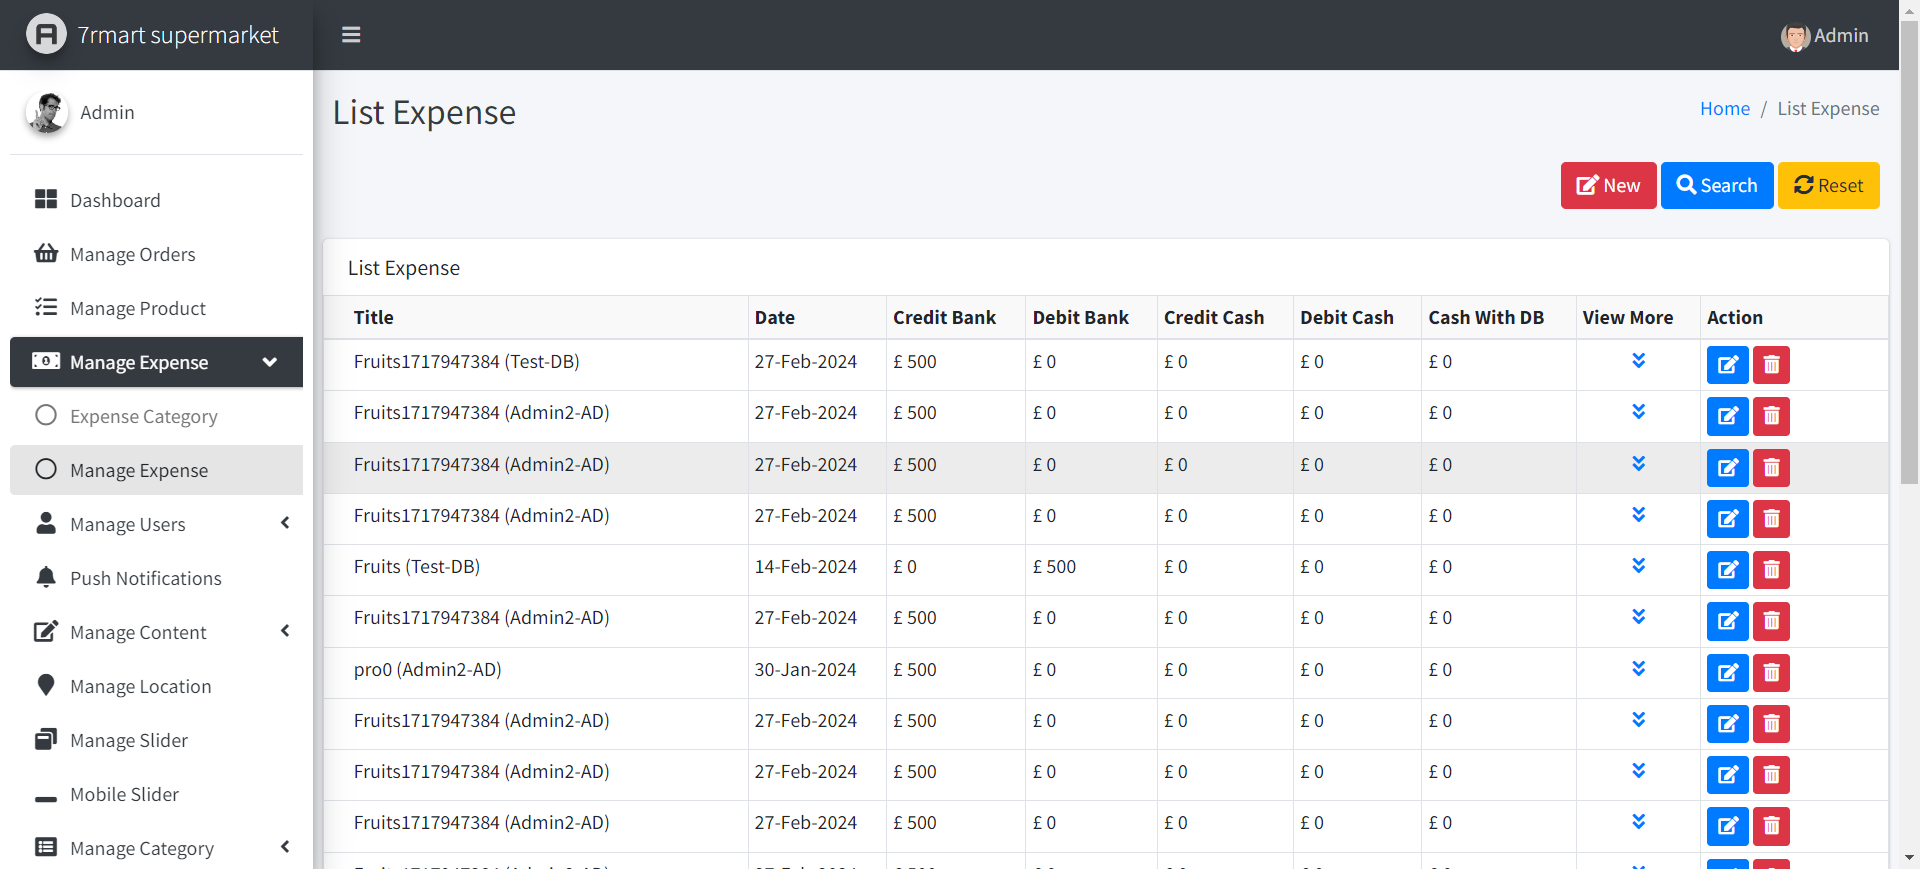 7rmart supermarket
Admin
Admin
List Expense
Home / List Expense
New Search Reset
Dashboard
Manage Orders
Manage Product
Manage Expense
Expense Category
Manage Expense
Manage Users
Push Notifications
Manage Content
Manage Location
Manage Slider
Mobile Slider
Manage Category
List Expense
Title Date Credit Bank Debit Bank Credit Cash Debit Cash Cash With DB View More Action
Fruits1717947384 (Test-DB) 27-Feb-2024 £ 500 £ 0 £ 0 £ 0 £ 0
Fruits1717947384 (Admin2-AD) 27-Feb-2024 £ 500 £ 0 £ 0 £ 0 £ 0
Fruits1717947384 (Admin2-AD) 27-Feb-2024 £ 500 £ 0 £ 0 £ 0 £ 0
Fruits1717947384 (Admin2-AD) 27-Feb-2024 £ 500 £ 0 £ 0 £ 0 £ 0
Fruits (Test-DB) 14-Feb-2024 £ 0 £ 500 £ 0 £ 0 £ 0
Fruits1717947384 (Admin2-AD) 27-Feb-2024 £ 500 £ 0 £ 0 £ 0 £ 0
pro0 (Admin2-AD) 30-Jan-2024 £ 500 £ 0 £ 0 £ 0 £ 0
Fruits1717947384 (Admin2-AD) 27-Feb-2024 £ 500 £ 0 £ 0 £ 0 £ 0
Fruits1717947384 (Admin2-AD) 27-Feb-2024 £ 500 £ 0 £ 0 £ 0 £ 0
Fruits1717947384 (Admin2-AD) 27-Feb-2024 £ 500 £ 0 £ 0 £ 0 £ 0